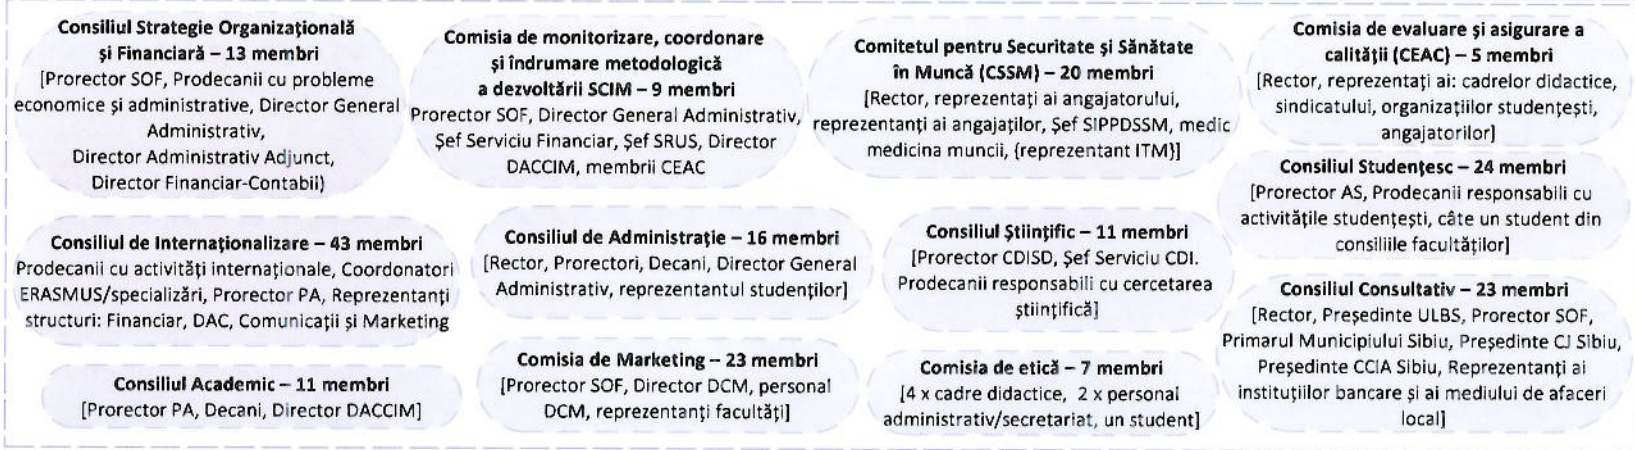 Consiliul Strategie Organizațională
și Financiară – 13 membri
[Prorector SOF, Prodecanii cu probleme
economice și administrative, Director General
Administrativ,
Director Administrativ Adjunct,
Director Financiar-Contabii)
Comisia de monitorizare, coordonare
și îndrumare metodologică
a dezvoltării SCIM – 9 membri
Prorector SOF, Director General Administrativ,
Șef Serviciu Financiar, Șef SRUS, Director
DACCIM, membrii CEAC
Comitetul pentru Securitate și Sănătate
în Muncă (CSSM) – 20 membri
[Rector, reprezentați ai angajatorului,
reprezentanți ai angajaților, Șef SIPPDSSM, medic
medicina muncii, {reprezentant ITM}]
Comisia de evaluare și asigurare a
calității (CEAC) – 5 membri
[Rector, reprezentați ai: cadrelor didactice,
sindicatului, organizațiilor studențești,
angajatorilor]
Consiliul Studențesc – 24 membri
[Prorector AS, Prodecanii responsabili cu
activitățile studențești, câte un student din
consiliile facultăților]
Consiliul de Internaționalizare – 43 membri
Prodecanii cu activități internaționale, Coordonatori
ERASMUS/specializări, Prorector PA, Reprezentanți
structuri: Financiar, DAC, Comunicații și Marketing
Consiliul de Administrație – 16 membri
[Rector, Prorectori, Decani, Director General
Administrativ, reprezentantul studenților]
Consiliul Științific – 11 membri
[Prorector CDISD, Șef Serviciu CDI.
Prodecanii responsabili cu cercetarea
științifică]
Consiliul Consultativ – 23 membri
[Rector, Președinte ULBS, Prorector SOF,
Primarul Municipiului Sibiu, Președinte CJ Sibiu,
Președinte CCIA Sibiu, Reprezentanți ai
instituțiilor bancare și ai mediului de afaceri
local]
Consiliul Academic – 11 membri
[Prorector PA, Decani, Director DACCIM]
Comisia de Marketing – 23 membri
[Prorector SOF, Director DCM, personal
DCM, reprezentanți facultăți]
Comisia de etică – 7 membri
[4 x cadre didactice, 2 x personal
administrativ/secretariat, un student]